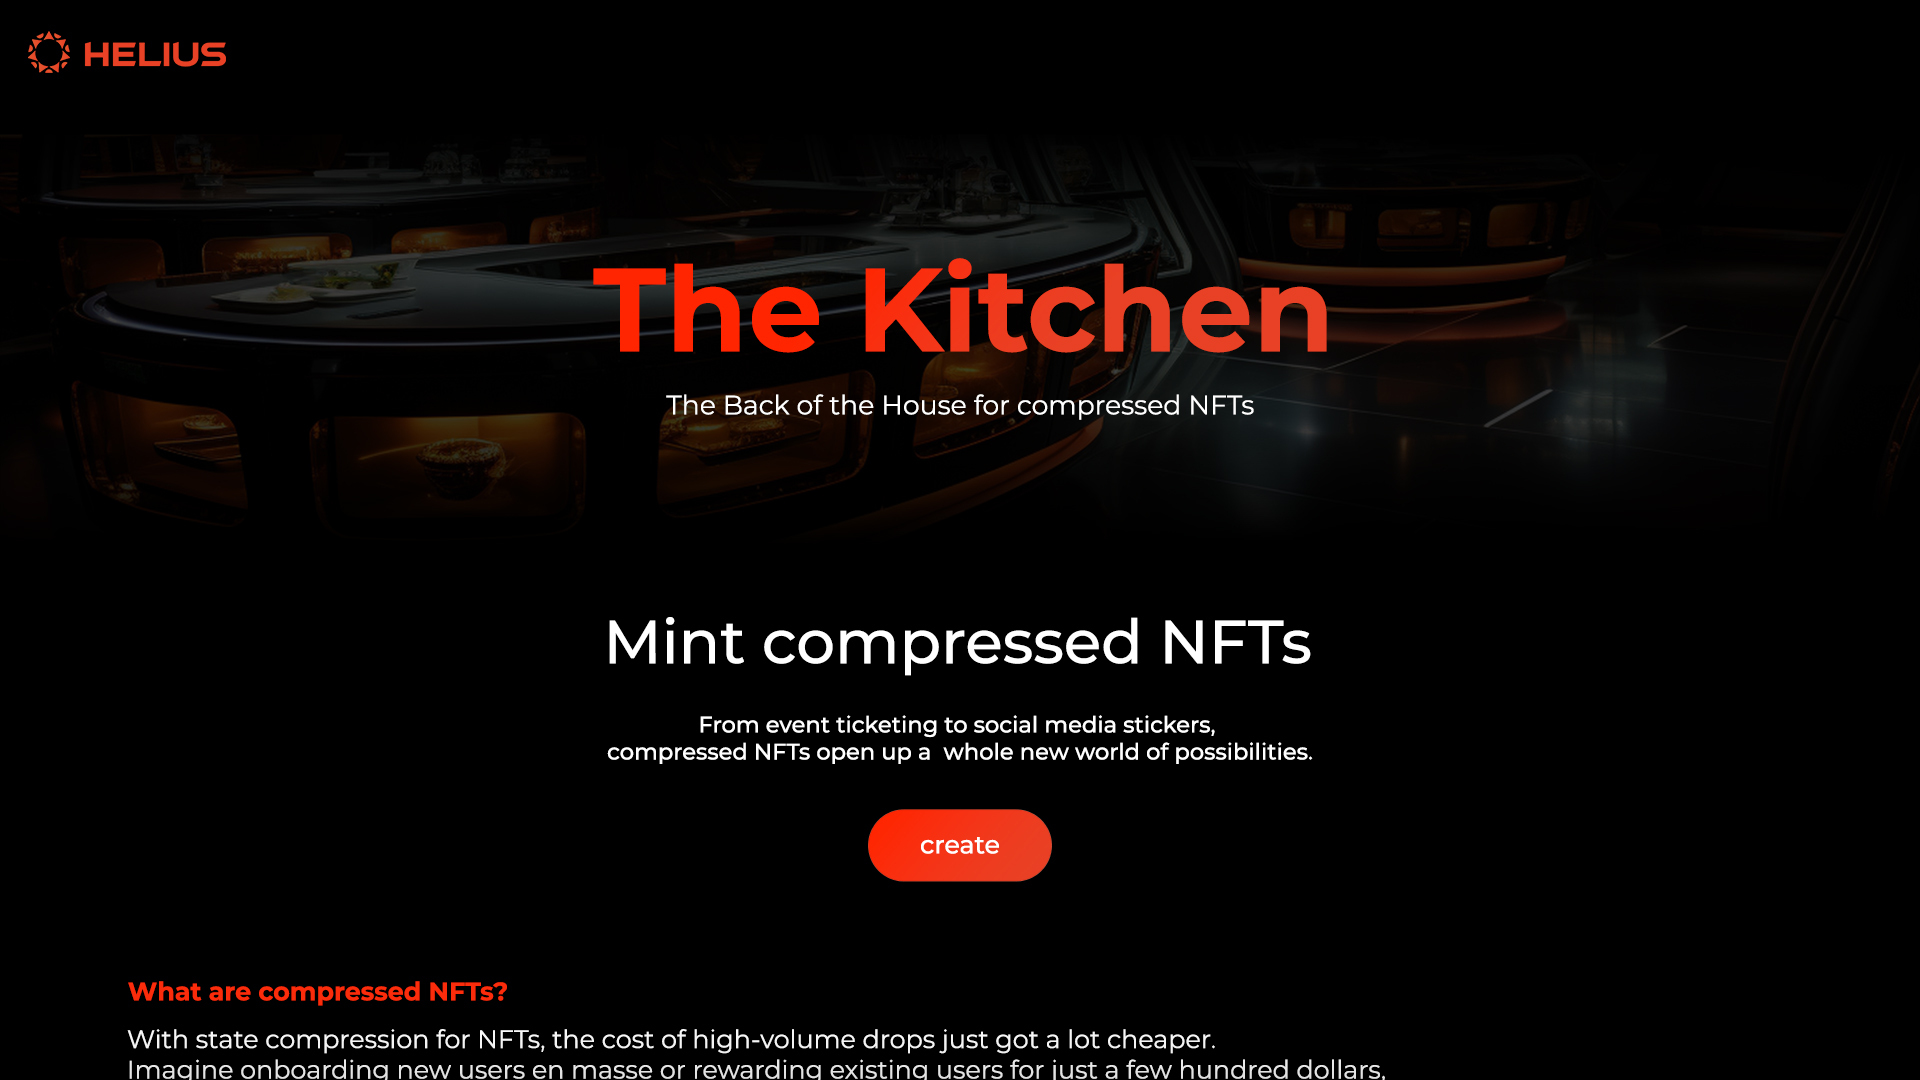 HELIUS
The Kitchen
The Back of the House for compressed NFTs
Mint compressed NFTs
From event ticketing to social media stickers,
compressed NFTs open up a  whole new world of possibilities.
create
What are compressed NFTs?
With state compression for NFTs, the cost of high-volume drops just got a lot cheaper.
Imagine onboarding new users en masse or rewarding existing users for just a few hundred dollars,